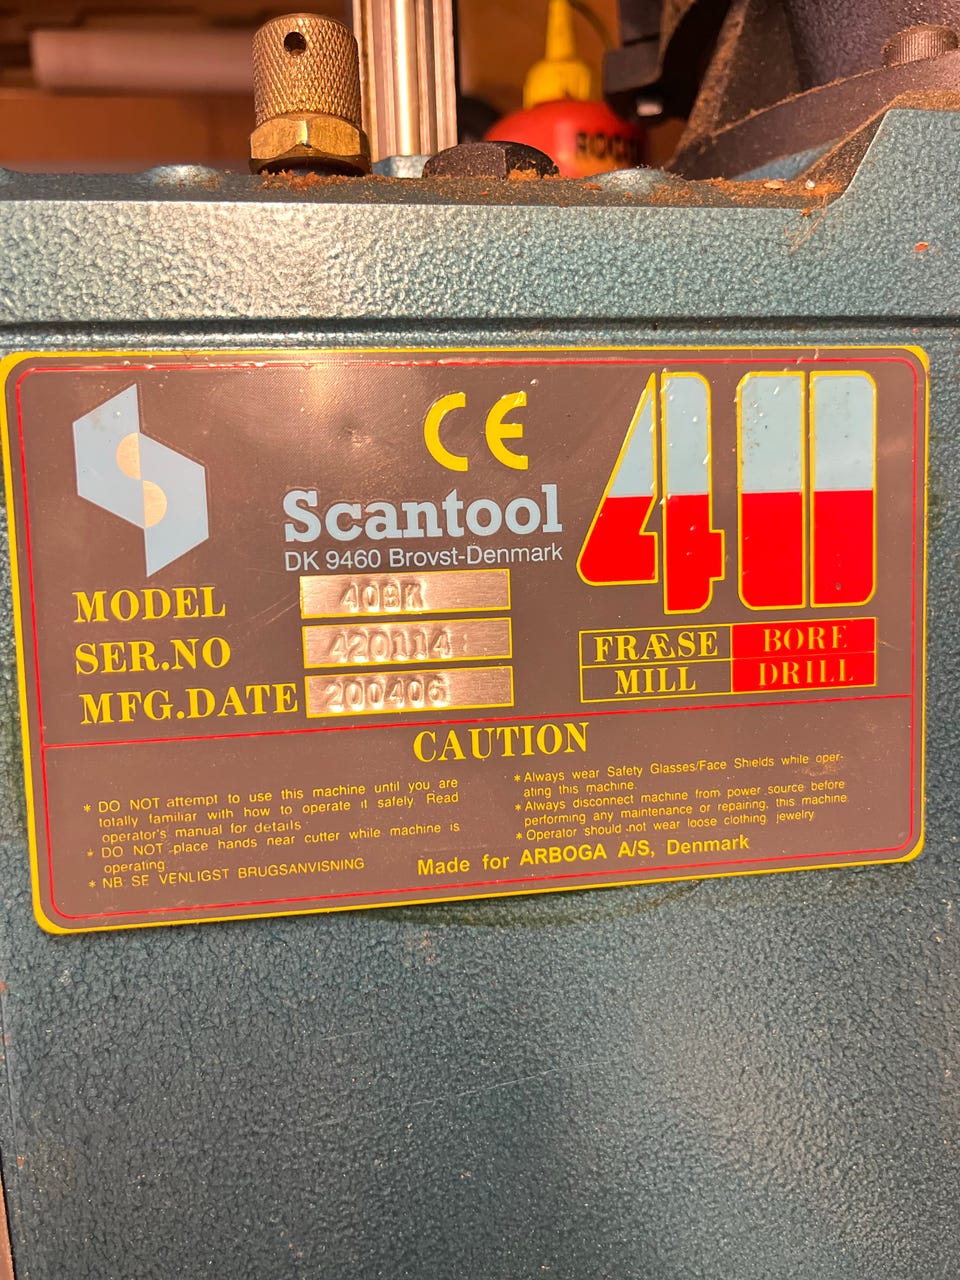 CE
40
Scantool
DK 9460 Brovst-Denmark
MODEL 40BK
SER.NO 420114
MFG.DATE 200406
FRÆSE BORE
MILL DRILL
CAUTION
* DO NOT attempt to use this machine until you are
totally familiar with how to operate it safely. Read
operator's manual for details.
* DO NOT place hands near cutter while machine is
operating.
* NB SE VENLIGST BRUGSANVISNING
* Always wear Safety Glasses/Face Shields while oper-
ating this machine.
* Always disconnect machine from power source before
performing any maintenance or repairing, this machine
* Operator should not wear loose clothing, jewelry
Made for ARBOGA A/S, Denmark